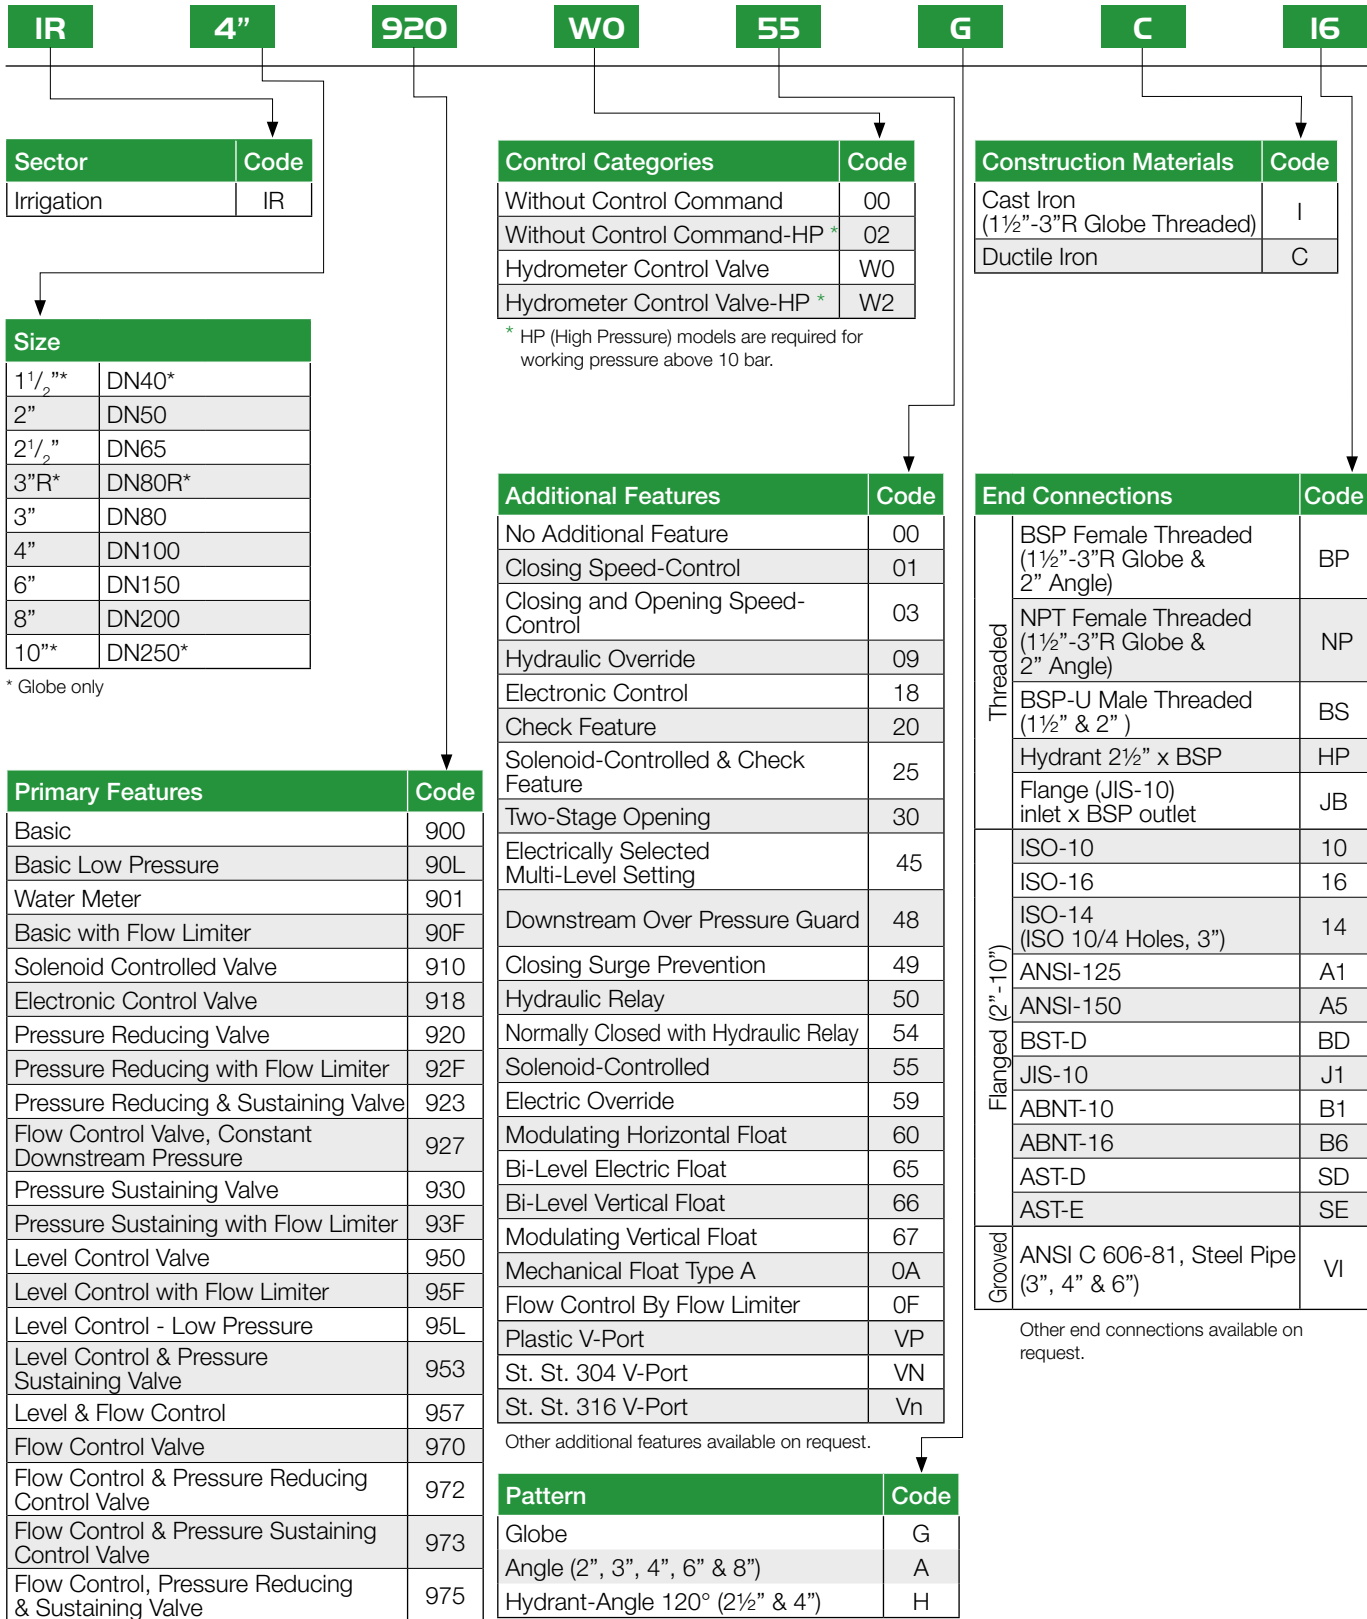 IR 4” 920 W0 55 G C 16
Sector Code
Irrigation IR
Size
1 1/2”* DN40*
2” DN50
2 1/2” DN65
3”R* DN80R*
3” DN80
4” DN100
6” DN150
8” DN200
10”* DN250*
* Globe only
Primary Features Code
Basic 900
Basic Low Pressure 90L
Water Meter 901
Basic with Flow Limiter 90F
Solenoid Controlled Valve 910
Electronic Control Valve 918
Pressure Reducing Valve 920
Pressure Reducing with Flow Limiter 92F
Pressure Reducing & Sustaining Valve 923
Flow Control Valve, Constant
Downstream Pressure 927
Pressure Sustaining Valve 930
Pressure Sustaining with Flow Limiter 93F
Level Control Valve 950
Level Control with Flow Limiter 95F
Level Control - Low Pressure 95L
Level Control & Pressure
Sustaining Valve 953
Level & Flow Control 957
Flow Control Valve 970
Flow Control & Pressure Reducing
Control Valve 972
Flow Control & Pressure Sustaining
Control Valve 973
Flow Control, Pressure Reducing
& Sustaining Valve 975
Control Categories Code
Without Control Command 00
Without Control Command-HP * 02
Hydrometer Control Valve W0
Hydrometer Control Valve-HP * W2
* HP (High Pressure) models are required for
working pressure above 10 bar.
Additional Features Code
No Additional Feature 00
Closing Speed-Control 01
Closing and Opening Speed-
Control 03
Hydraulic Override 09
Electronic Control 18
Check Feature 20
Solenoid-Controlled & Check
Feature 25
Two-Stage Opening 30
Electrically Selected
Multi-Level Setting 45
Downstream Over Pressure Guard 48
Closing Surge Prevention 49
Hydraulic Relay 50
Normally Closed with Hydraulic Relay 54
Solenoid-Controlled 55
Electric Override 59
Modulating Horizontal Float 60
Bi-Level Electric Float 65
Bi-Level Vertical Float 66
Modulating Vertical Float 67
Mechanical Float Type A 0A
Flow Control By Flow Limiter 0F
Plastic V-Port VP
St. St. 304 V-Port VN
St. St. 316 V-Port Vn
Other additional features available on request.
Pattern Code
Globe G
Angle (2”, 3”, 4”, 6” & 8”) A
Hydrant-Angle 120° (2½” & 4”) H
Construction Materials Code
Cast Iron
(1½”-3”R Globe Threaded) I
Ductile Iron C
End Connections Code
Threaded
BSP Female Threaded
(1½”-3”R Globe &
2” Angle) BP
NPT Female Threaded
(1½”-3”R Globe &
2” Angle) NP
BSP-U Male Threaded
(1½” & 2” ) BS
Hydrant 2½” x BSP HP
Flange (JIS-10)
inlet x BSP outlet JB
Flanged (2”-10”)
ISO-10 10
ISO-16 16
ISO-14
(ISO 10/4 Holes, 3”) 14
ANSI-125 A1
ANSI-150 A5
BST-D BD
JIS-10 J1
ABNT-10 B1
ABNT-16 B6
AST-D SD
AST-E SE
Grooved
ANSI C 606-81, Steel Pipe
(3”, 4” & 6”) VI
Other end connections available on
request.